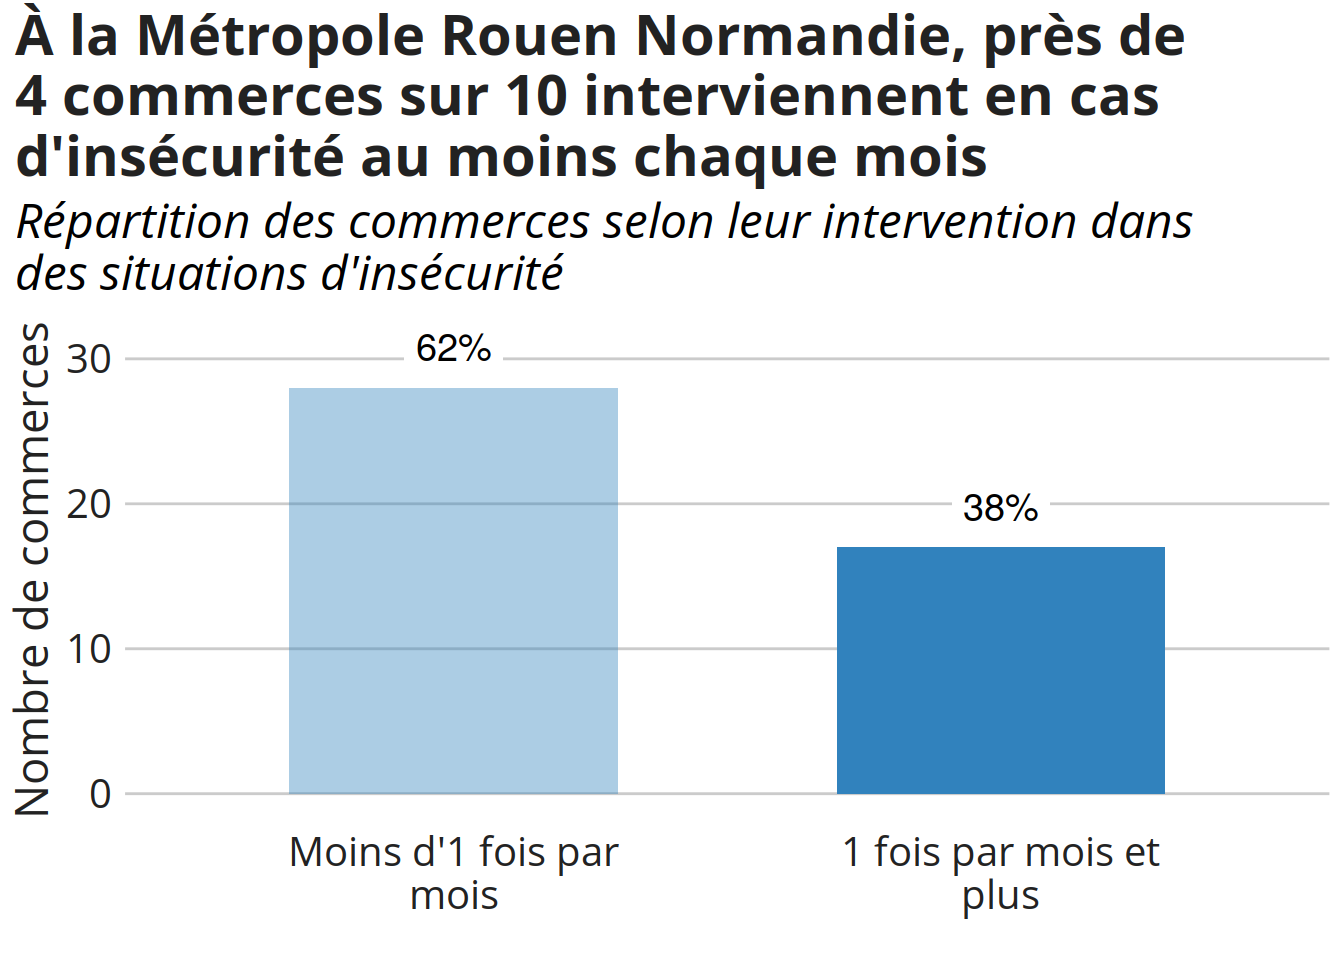 À la Métropole Rouen Normandie, près de
4 commerces sur 10 interviennent en cas
d'insécurité au moins chaque mois
Répartition des commerces selon leur intervention dans
des situations d'insécurité
Nombre de commerces
30
20
10
0
62%
38%
Moins d'1 fois par
mois
1 fois par mois et
plus